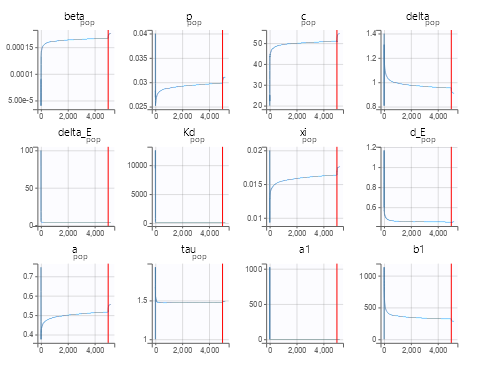 beta p c delta
pop pop pop pop
0.00015 0.0001 5.00e-5
0.04 0.035 0.03 0.025
50 40 30 20
1.4 1.2 1 0.8
0 2,000 4,000 0 2,000 4,000 0 2,000 4,000 0 2,000 4,000
delta_E Kd xi d_E
pop pop pop pop
100 50 0
10000 5000 0
0.02 0.015 0.01
1.2 1 0.8 0.6
0 2,000 4,000 0 2,000 4,000 0 2,000 4,000 0 2,000 4,000
a tau a1 b1
pop pop pop pop
0.7 0.6 0.5 0.4
1.5 1
1000 500 0
1000 500 0
0 2,000 4,000 0 2,000 4,000 0 2,000 4,000 0 2,000 4,000